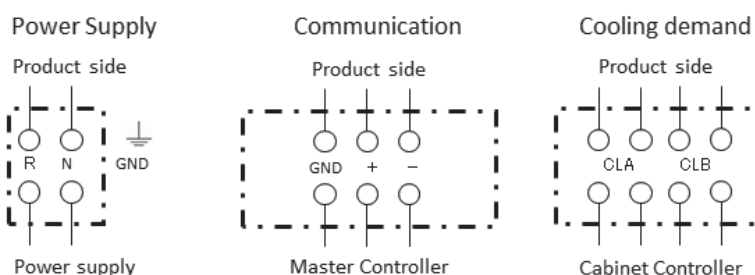 Power Supply
Communication
Cooling demand
Product side
Product side
Product side
R N GND
GND + −
CLA CLB
Power supply
Master Controller
Cabinet Controller